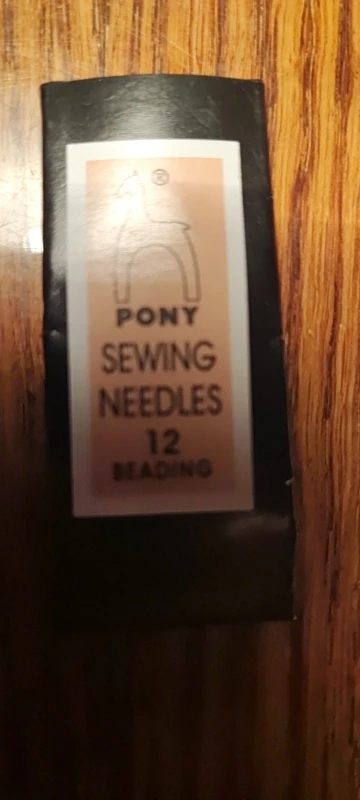 ®
PONY
SEWING
NEEDLES
12
BEADING